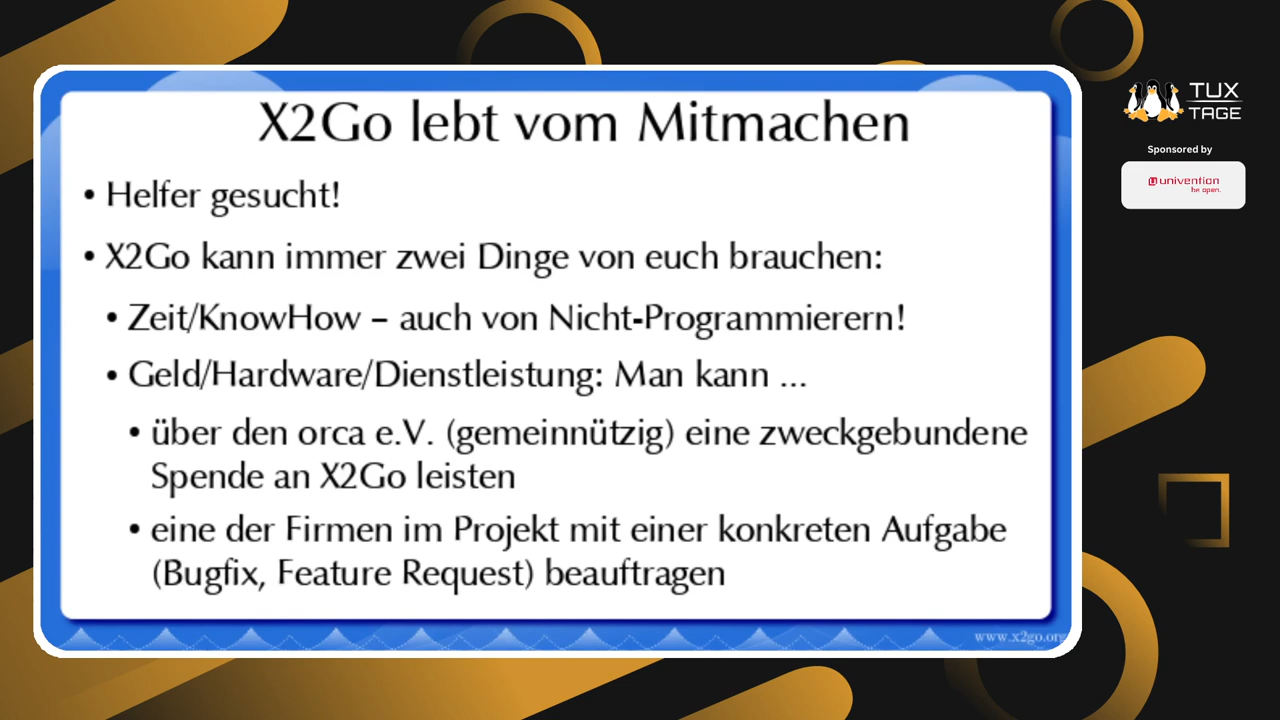 X2Go lebt vom Mitmachen
• Helfer gesucht!
• X2Go kann immer zwei Dinge von euch brauchen:
• Zeit/KnowHow – auch von Nicht-Programmierern!
• Geld/Hardware/Dienstleistung: Man kann ...
• über den orca e.V. (gemeinnützig) eine zweckgebundene
Spende an X2Go leisten
• eine der Firmen im Projekt mit einer konkreten Aufgabe
(Bugfix, Feature Request) beauftragen
www.x2go.org
TUX
TAGE
Sponsored by
univention
be open.